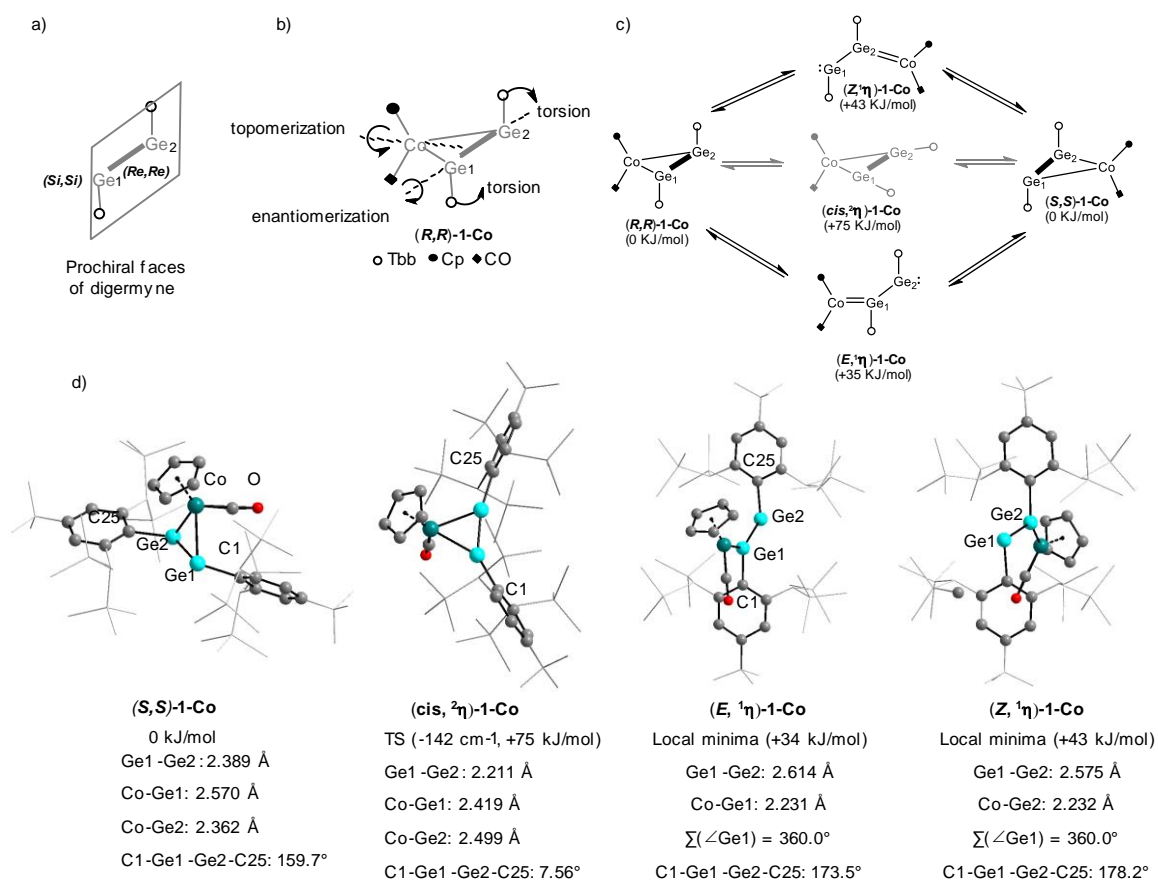 a)
Ge2
(Si,Si)
(Re,Re)
Ge1
Prochiral faces
of digermyne
b)
topomerization
Co
Ge2
torsion
Ge1
torsion
enantiomerization
(R,R)-1-Co
Tbb Cp CO
c)
Ge2
:Ge1
Co
(Z,¹η)-1-Co
(+43 KJ/mol)
Co
Ge2
Ge1
(R,R)-1-Co
(0 KJ/mol)
Co
Ge2
Ge1
(cis,²η)-1-Co
(+75 KJ/mol)
Ge2
Co
Ge1
(S,S)-1-Co
(0 KJ/mol)
Ge2:
Co
Ge1
(E,¹η)-1-Co
(+35 KJ/mol)
d)
Co O
C25
Ge2
C1
Ge1
C25
C1
C25
Ge2
Ge1
C1
Ge2
Ge1
(S,S)-1-Co
0 kJ/mol
Ge1 -Ge2: 2.389 Å
Co-Ge1: 2.570 Å
Co-Ge2: 2.362 Å
C1-Ge1 -Ge2-C25: 159.7°
(cis, ²η)-1-Co
TS (-142 cm-1, +75 kJ/mol)
Ge1 -Ge2: 2.211 Å
Co-Ge1: 2.419 Å
Co-Ge2: 2.499 Å
C1-Ge1 -Ge2-C25: 7.56°
(E, ¹η)-1-Co
Local minima (+34 kJ/mol)
Ge1 -Ge2: 2.614 Å
Co-Ge1: 2.231 Å
∑(∠Ge1) = 360.0°
C1-Ge1 -Ge2-C25: 173.5°
(Z, ¹η)-1-Co
Local minima (+43 kJ/mol)
Ge1 -Ge2: 2.575 Å
Co-Ge2: 2.232 Å
∑(∠Ge1) = 360.0°
C1-Ge1 -Ge2-C25: 178.2°